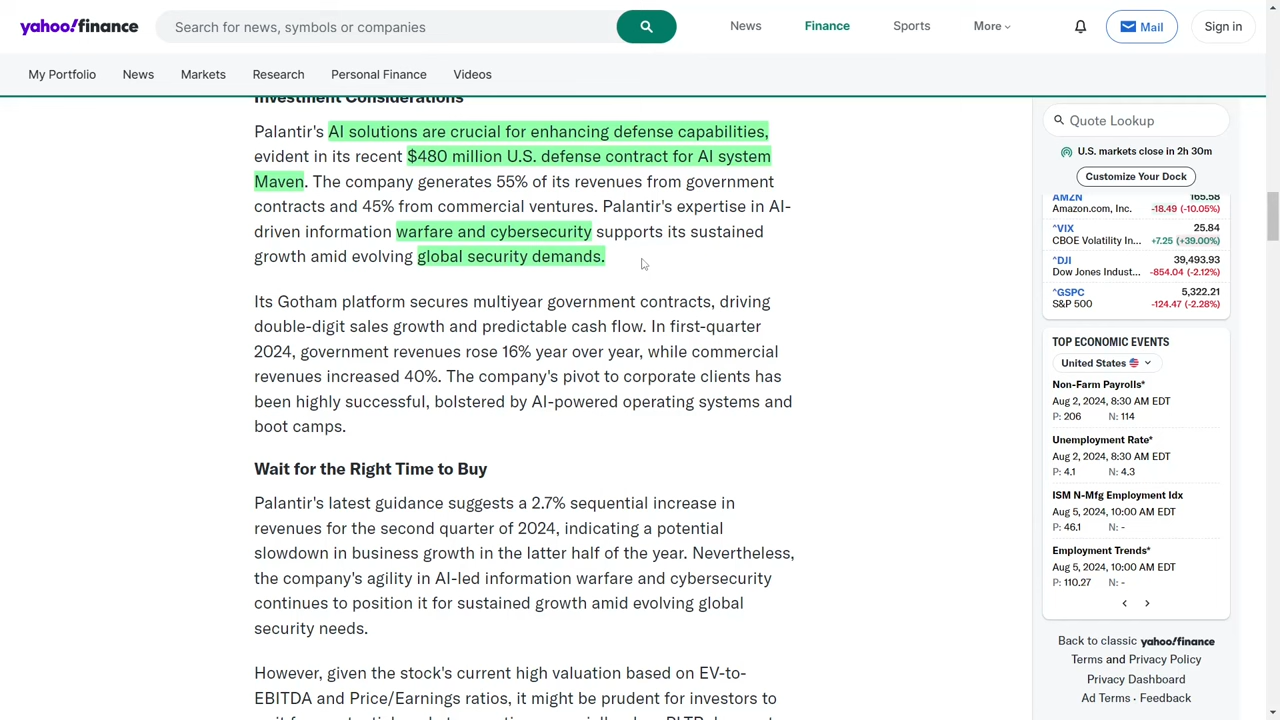 yahoo!finance
Search for news, symbols or companies
News
Finance
Sports
More
Mail
Sign in
My Portfolio
News
Markets
Research
Personal Finance
Videos
Investment Considerations
Palantir's AI solutions are crucial for enhancing defense capabilities,
evident in its recent $480 million U.S. defense contract for AI system
Maven. The company generates 55% of its revenues from government
contracts and 45% from commercial ventures. Palantir's expertise in AI-
driven information warfare and cybersecurity supports its sustained
growth amid evolving global security demands.
Its Gotham platform secures multiyear government contracts, driving
double-digit sales growth and predictable cash flow. In first-quarter
2024, government revenues rose 16% year over year, while commercial
revenues increased 40%. The company's pivot to corporate clients has
been highly successful, bolstered by AI-powered operating systems and
boot camps.
Wait for the Right Time to Buy
Palantir's latest guidance suggests a 2.7% sequential increase in
revenues for the second quarter of 2024, indicating a potential
slowdown in business growth in the latter half of the year. Nevertheless,
the company's agility in AI-led information warfare and cybersecurity
continues to position it for sustained growth amid evolving global
security needs.
However, given the stock's current high valuation based on EV-to-
EBITDA and Price/Earnings ratios, it might be prudent for investors to
Quote Lookup
U.S. markets close in 2h 30m
Customize Your Dock
AMZN 165.58
Amazon.com, Inc. -18.49 (-10.05%)
^VIX 25.84
CBOE Volatility In... +7.25 (+39.00%)
^DJI 39,493.93
Dow Jones Indust... -854.04 (-2.12%)
^GSPC 5,322.21
S&P 500 -124.47 (-2.28%)
TOP ECONOMIC EVENTS
United States
Non-Farm Payrolls*
Aug 2, 2024, 8:30 AM EDT
P: 206 N: 114
Unemployment Rate*
Aug 2, 2024, 8:30 AM EDT
P: 4.1 N: 4.3
ISM N-Mfg Employment Idx
Aug 5, 2024, 10:00 AM EDT
P: 46.1 N: -
Employment Trends*
Aug 5, 2024, 10:00 AM EDT
P: 110.27 N: -
Back to classic yahoo!finance
Terms and Privacy Policy
Privacy Dashboard
Ad Terms · Feedback